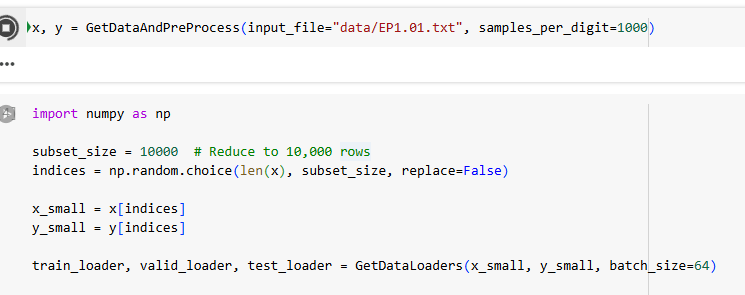 x, y = GetDataAndPreProcess(input_file="data/EP1.01.txt", samples_per_digit=1000)
•••
import numpy as np
subset_size = 10000  # Reduce to 10,000 rows
indices = np.random.choice(len(x), subset_size, replace=False)
x_small = x[indices]
y_small = y[indices]
train_loader, valid_loader, test_loader = GetDataLoaders(x_small, y_small, batch_size=64)